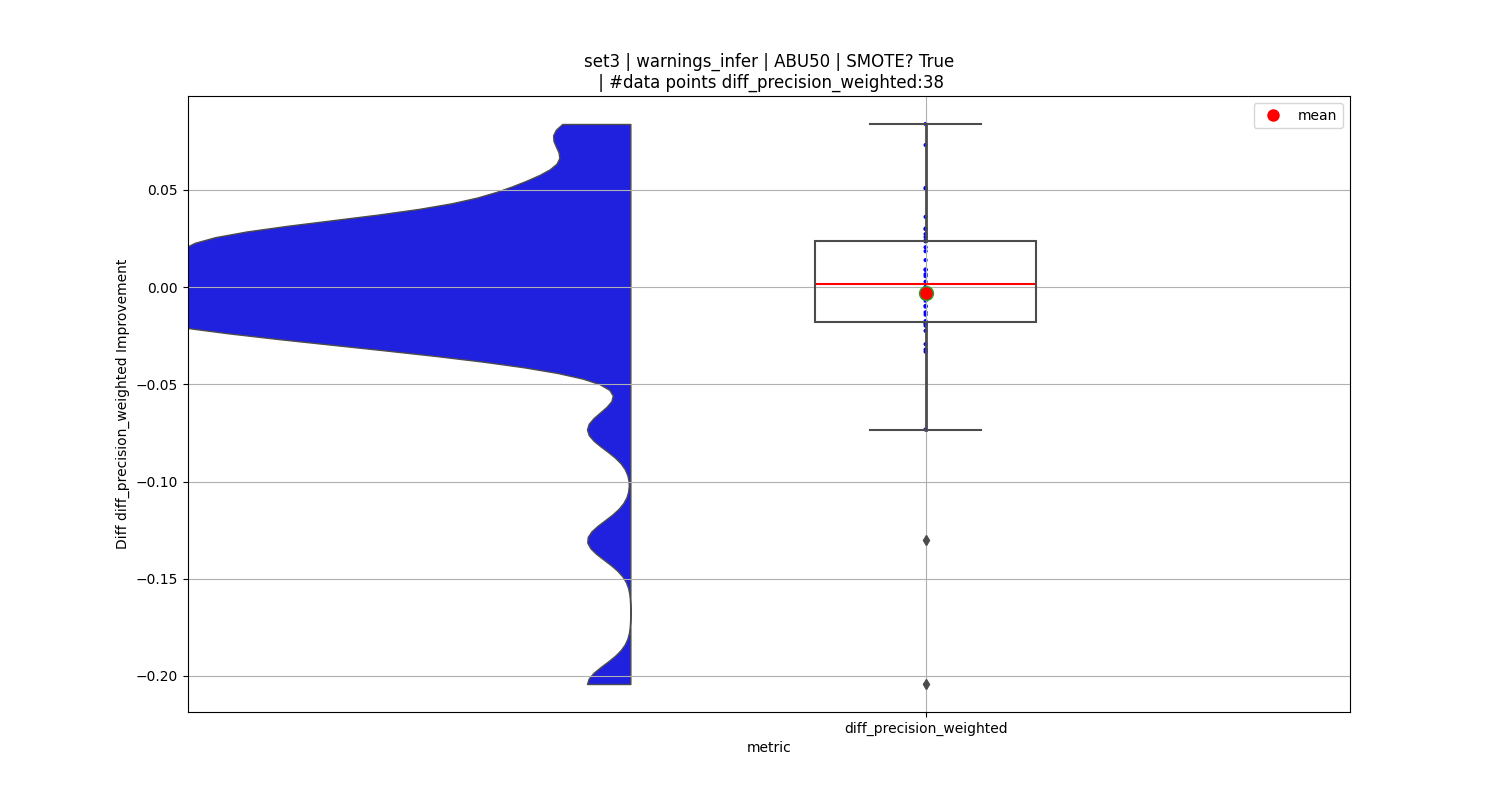 set3 | warnings_infer | ABU50 | SMOTE? True
| #data points diff_precision_weighted:38
mean
0.05
0.00
−0.05
−0.10
−0.15
−0.20
Diff diff_precision_weighted Improvement
diff_precision_weighted
metric